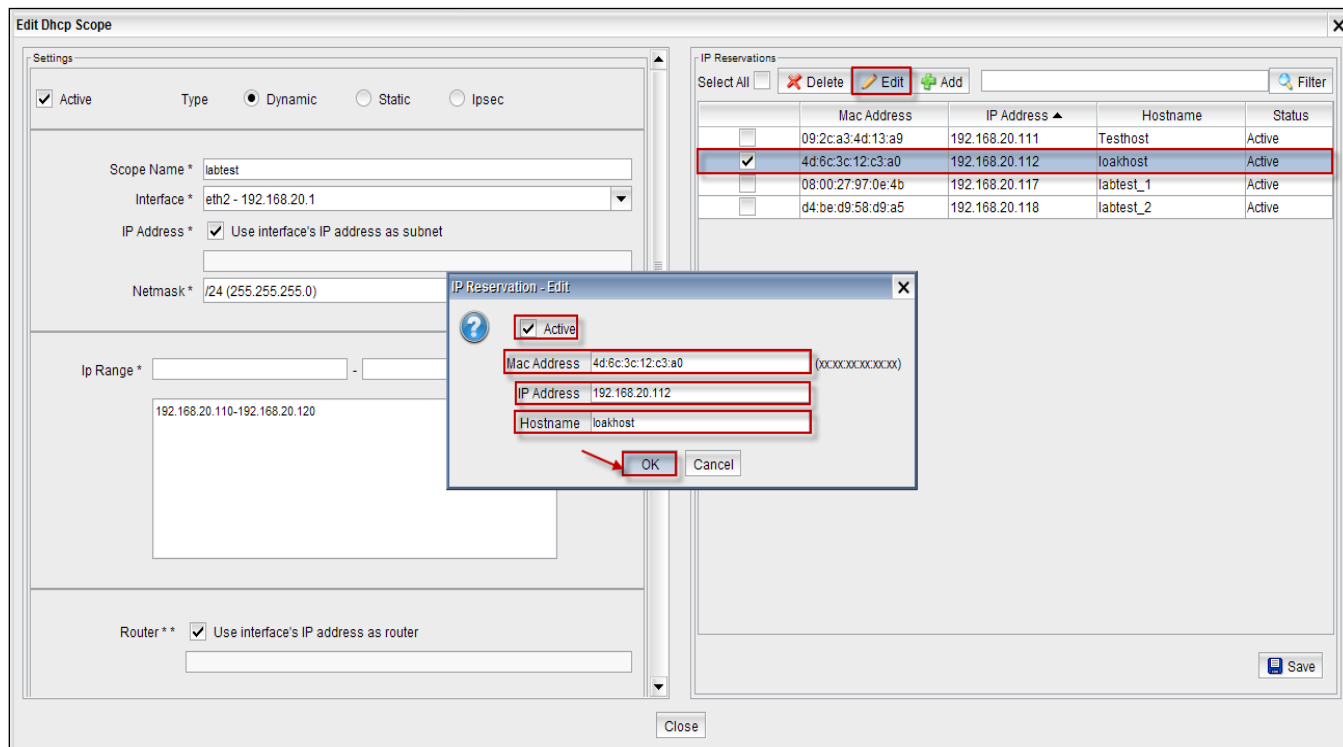 Edit Dhcp Scope
Settings
Active Type Dynamic Static Ipsec
Scope Name * labtest
Interface * eth2 - 192.168.20.1
IP Address * Use interface's IP address as subnet
Netmask * /24 (255.255.255.0)
Ip Range * -
192.168.20.110-192.168.20.120
Router * * Use interface's IP address as router
IP Reservations
Select All Delete Edit Add Filter
Mac Address IP Address Hostname Status
09:2c:a3:4d:13:a9 192.168.20.111 Testhost Active
4d:6c:3c:12:c3:a0 192.168.20.112 loakhost Active
08:00:27:97:0e:4b 192.168.20.117 labtest_1 Active
d4:be:d9:58:d9:a5 192.168.20.118 labtest_2 Active
IP Reservation - Edit
Active
Mac Address 4d:6c:3c:12:c3:a0 (xx:xx:xx:xx:xx:xx)
IP Address 192.168.20.112
Hostname loakhost
OK Cancel
Save
Close